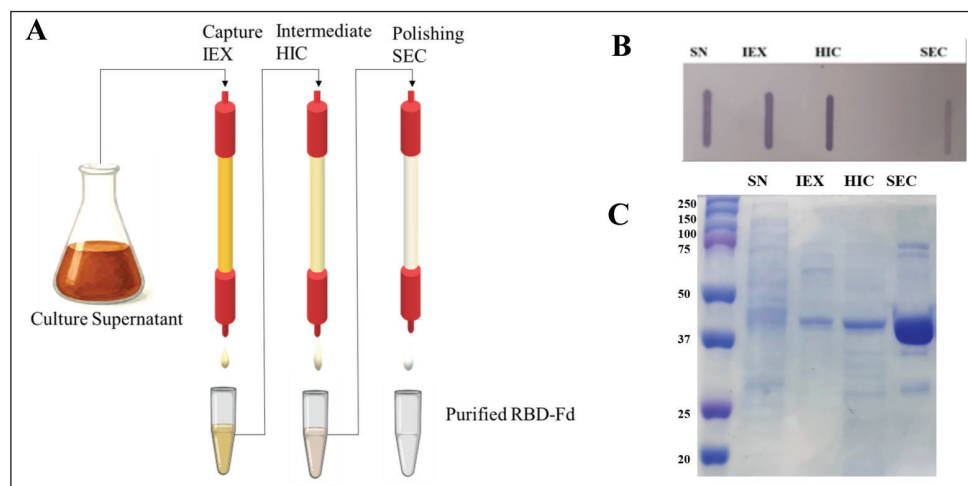 A
Capture
IEX
Intermediate
HIC
Polishing
SEC
Culture Supernatant
Purified RBD-Fd
B
SN IEX HIC SEC
C
SN IEX HIC SEC
250
150
100
75
50
37
25
20